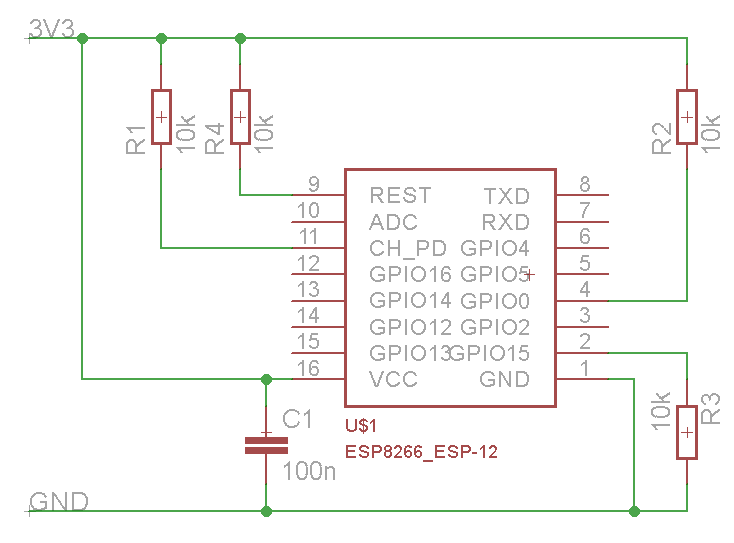 3V3
R1
10k
R4
10k
R2
10k
9 REST TXD 8
10 ADC RXD 7
11 CH_PD GPIO4 6
12 GPIO16 GPIO5 5
13 GPIO14 GPIO0 4
14 GPIO12 GPIO2 3
15 GPIO13 GPIO15 2
16 VCC GND 1
C1
100n
U$1
ESP8266_ESP-12
10k
R3
GND